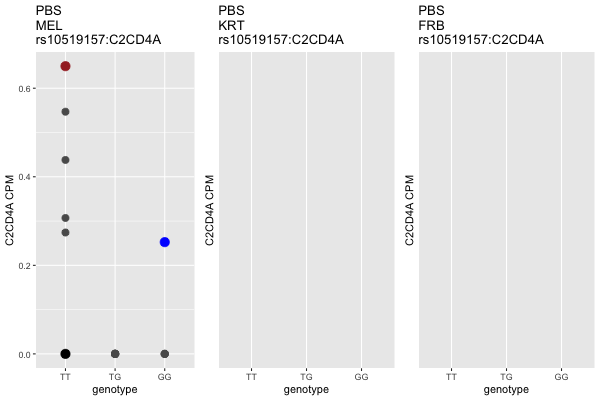 PBS
MEL
rs10519157:C2CD4A
C2CD4A CPM
0.6
0.4
0.2
0.0
TT TG GG
genotype
PBS
KRT
rs10519157:C2CD4A
C2CD4A CPM
TT TG GG
genotype
PBS
FRB
rs10519157:C2CD4A
C2CD4A CPM
TT TG GG
genotype